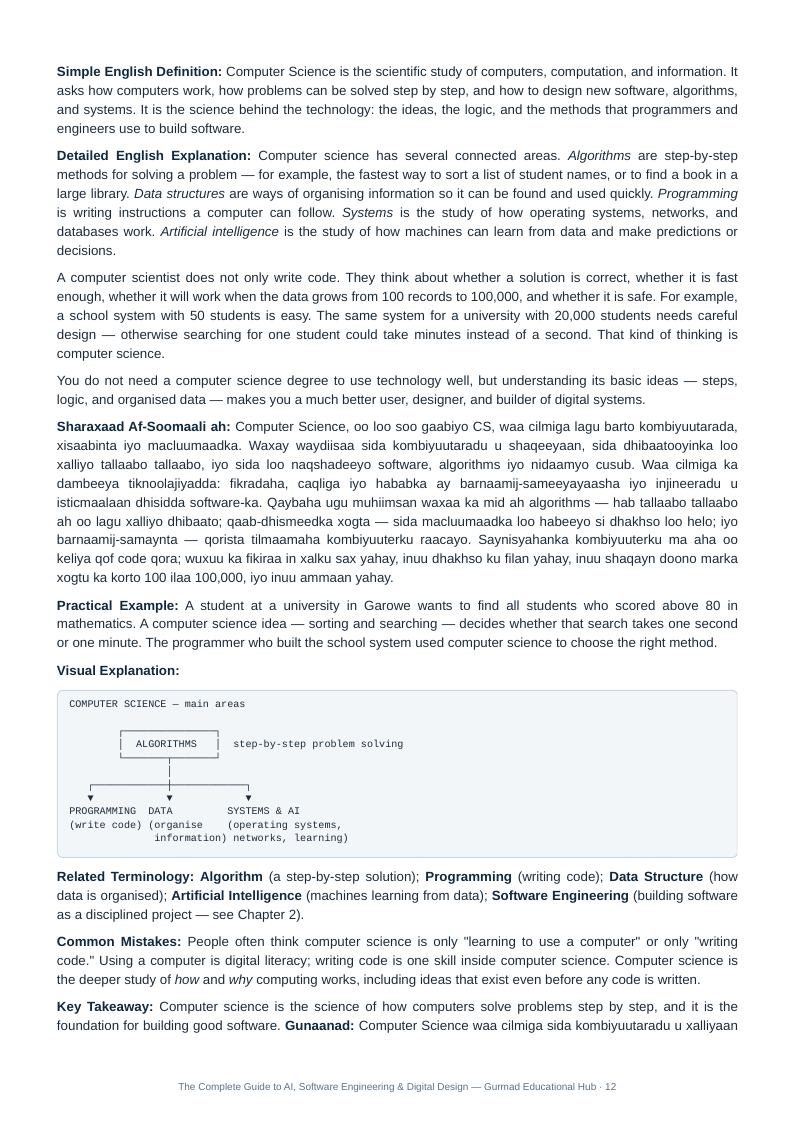 Simple English Definition: Computer Science is the scientific study of computers, computation, and information. It
asks how computers work, how problems can be solved step by step, and how to design new software, algorithms,
and systems. It is the science behind the technology: the ideas, the logic, and the methods that programmers and
engineers use to build software.
Detailed English Explanation: Computer science has several connected areas. Algorithms are step-by-step
methods for solving a problem — for example, the fastest way to sort a list of student names, or to find a book in a
large library. Data structures are ways of organising information so it can be found and used quickly. Programming
is writing instructions a computer can follow. Systems is the study of how operating systems, networks, and
databases work. Artificial intelligence is the study of how machines can learn from data and make predictions or
decisions.
A computer scientist does not only write code. They think about whether a solution is correct, whether it is fast
enough, whether it will work when the data grows from 100 records to 100,000, and whether it is safe. For example,
a school system with 50 students is easy. The same system for a university with 20,000 students needs careful
design — otherwise searching for one student could take minutes instead of a second. That kind of thinking is
computer science.
You do not need a computer science degree to use technology well, but understanding its basic ideas — steps,
logic, and organised data — makes you a much better user, designer, and builder of digital systems.
Sharaxaad Af-Soomaali ah: Computer Science, oo loo soo gaabiyo CS, waa cilmiga lagu barto kombiyuutarada,
xisaabinta iyo macluumaadka. Waxay waydiisaa sida kombiyuutaradu u shaqeeyaan, sida dhibaatooyinka loo
xalliyo tallaabo tallaabo, iyo sida loo naqshadeeyo software, algorithms iyo nidaamyo cusub. Waa cilmiga ka
dambeeya tiknoolajiyadda: fikradaha, caqliga iyo hababka ay barnaamij-sameeyayaasha iyo injineeradu u
isticmaalaan dhisidda software-ka. Qaybaha ugu muhiimsan waxaa ka mid ah algorithms — hab tallaabo tallaabo
ah oo lagu xalliyo dhibaato; qaab-dhismeedka xogta — sida macluumaadka loo habeeyo si dhakhso loo helo; iyo
barnaamij-samaynta — qorista tilmaamaha kombiyuuterku raacayo. Saynisyahanka kombiyuuterku ma aha oo
keliya qof code qora; wuxuu ka fikiraa in xalku sax yahay, inuu dhakhso ku filan yahay, inuu shaqayn doono marka
xogtu ka korto 100 ilaa 100,000, iyo inuu ammaan yahay.
Practical Example: A student at a university in Garowe wants to find all students who scored above 80 in
mathematics. A computer science idea — sorting and searching — decides whether that search takes one second
or one minute. The programmer who built the school system used computer science to choose the right method.
Visual Explanation:
COMPUTER SCIENCE — main areas
ALGORITHMS step-by-step problem solving
PROGRAMMING DATA SYSTEMS & AI
(write code) (organise (operating systems,
information) networks, learning)
Related Terminology: Algorithm (a step-by-step solution); Programming (writing code); Data Structure (how
data is organised); Artificial Intelligence (machines learning from data); Software Engineering (building software
as a disciplined project — see Chapter 2).
Common Mistakes: People often think computer science is only "learning to use a computer" or only "writing
code." Using a computer is digital literacy; writing code is one skill inside computer science. Computer science is
the deeper study of how and why computing works, including ideas that exist even before any code is written.
Key Takeaway: Computer science is the science of how computers solve problems step by step, and it is the
foundation for building good software. Gunaanad: Computer Science waa cilmiga sida kombiyuutaradu u xalliyaan
The Complete Guide to AI, Software Engineering & Digital Design — Gurmad Educational Hub · 12